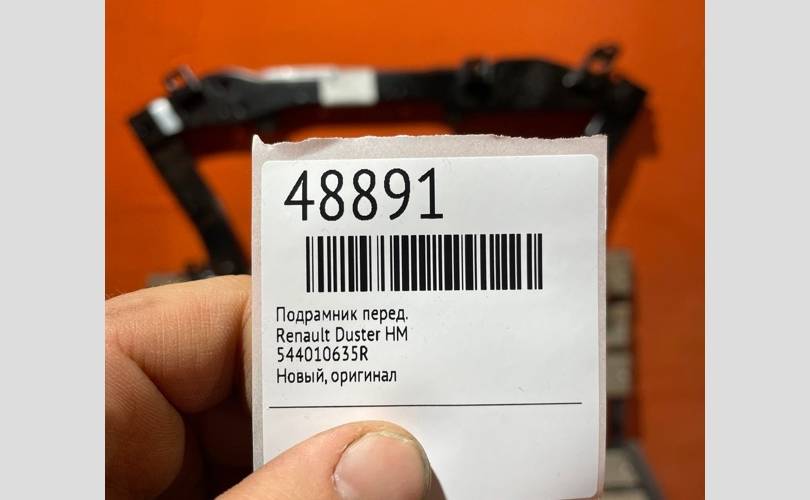 48891
Подрамник перед.
Renault Duster HM
544010635R
Новый, оригинал